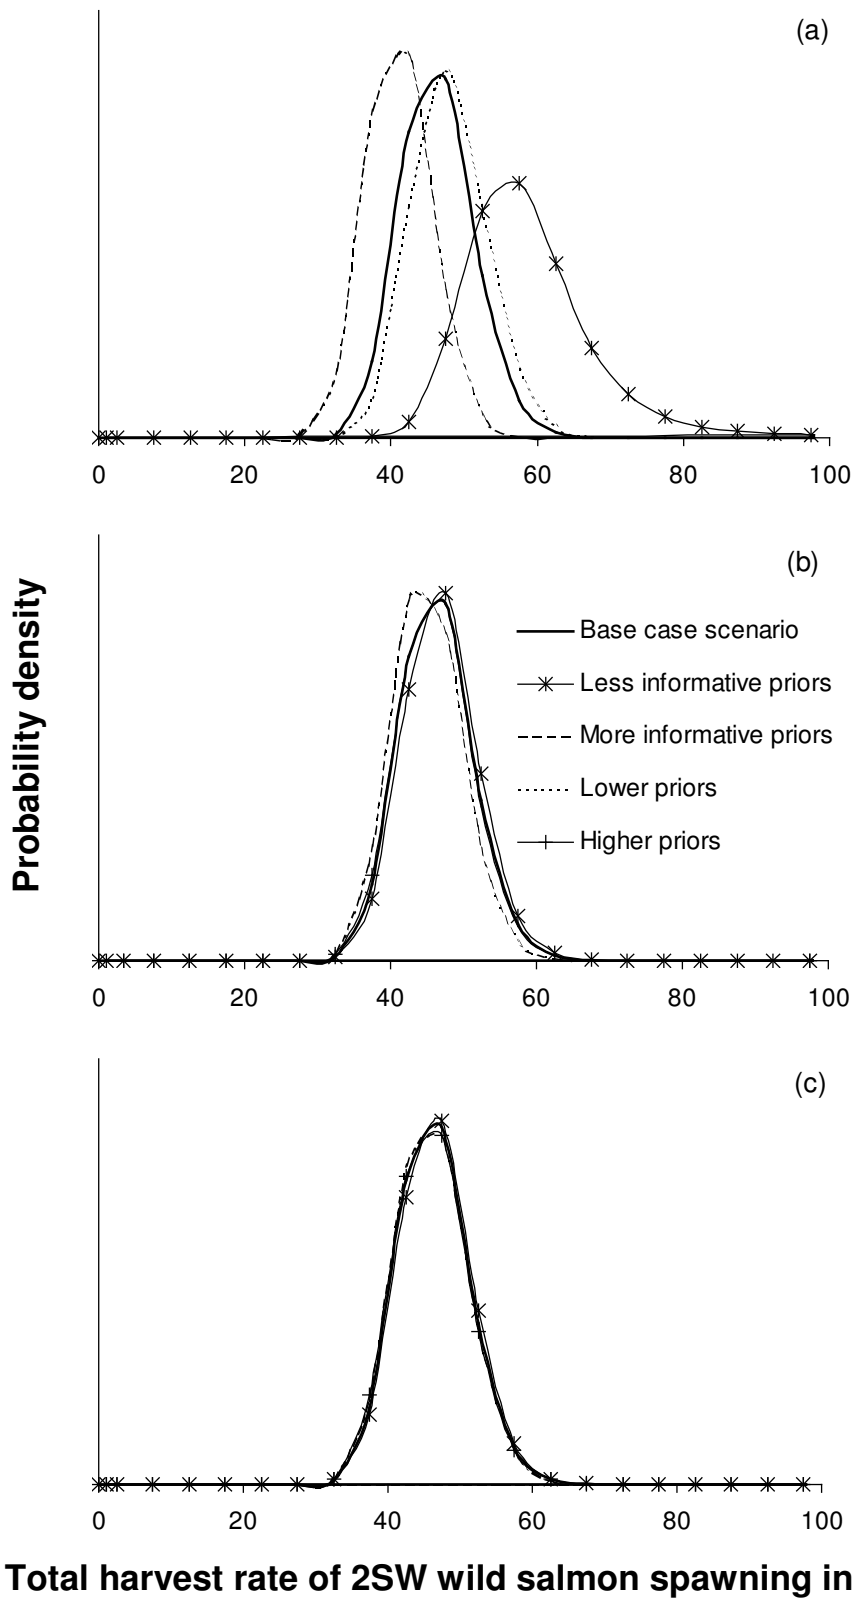 (a)
0 20 40 60 80 100
(b)
Probability density
Base case scenario
Less informative priors
More informative priors
Lower priors
Higher priors
0 20 40 60 80 100
(c)
0 20 40 60 80 100
Total harvest rate of 2SW wild salmon spawning in